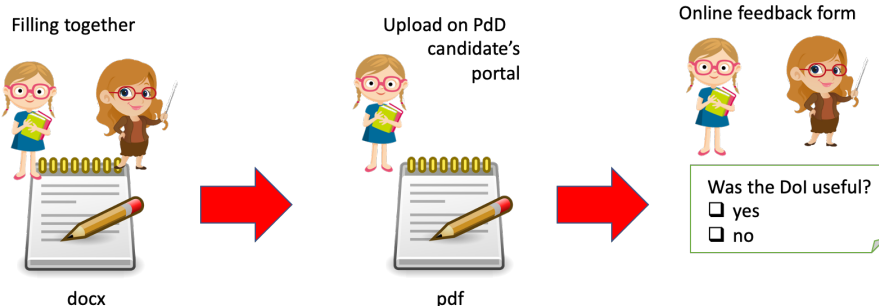 Filling together
docx
Upload on PdD
candidate's
portal
pdf
Online feedback form
Was the DoI useful?
yes
no